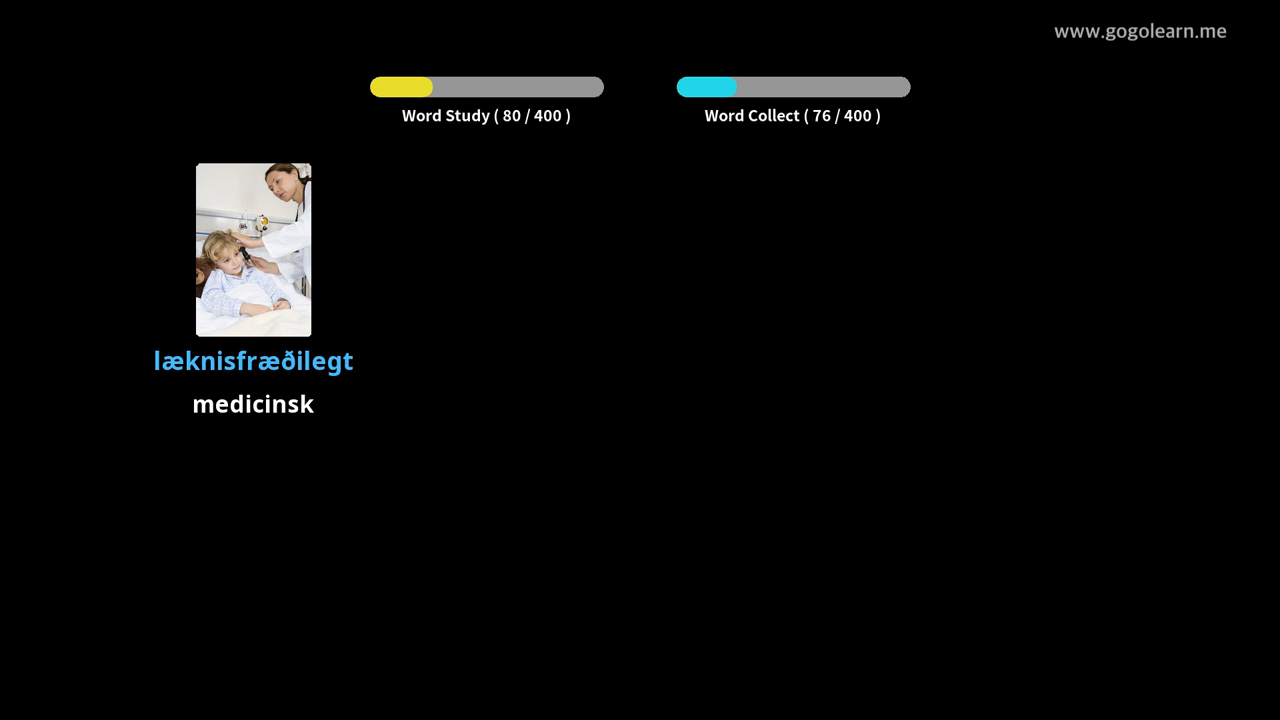 www.gogolearn.me
Word Study ( 80 / 400 )
Word Collect ( 76 / 400 )
læknisfræðilegt
medicinsk